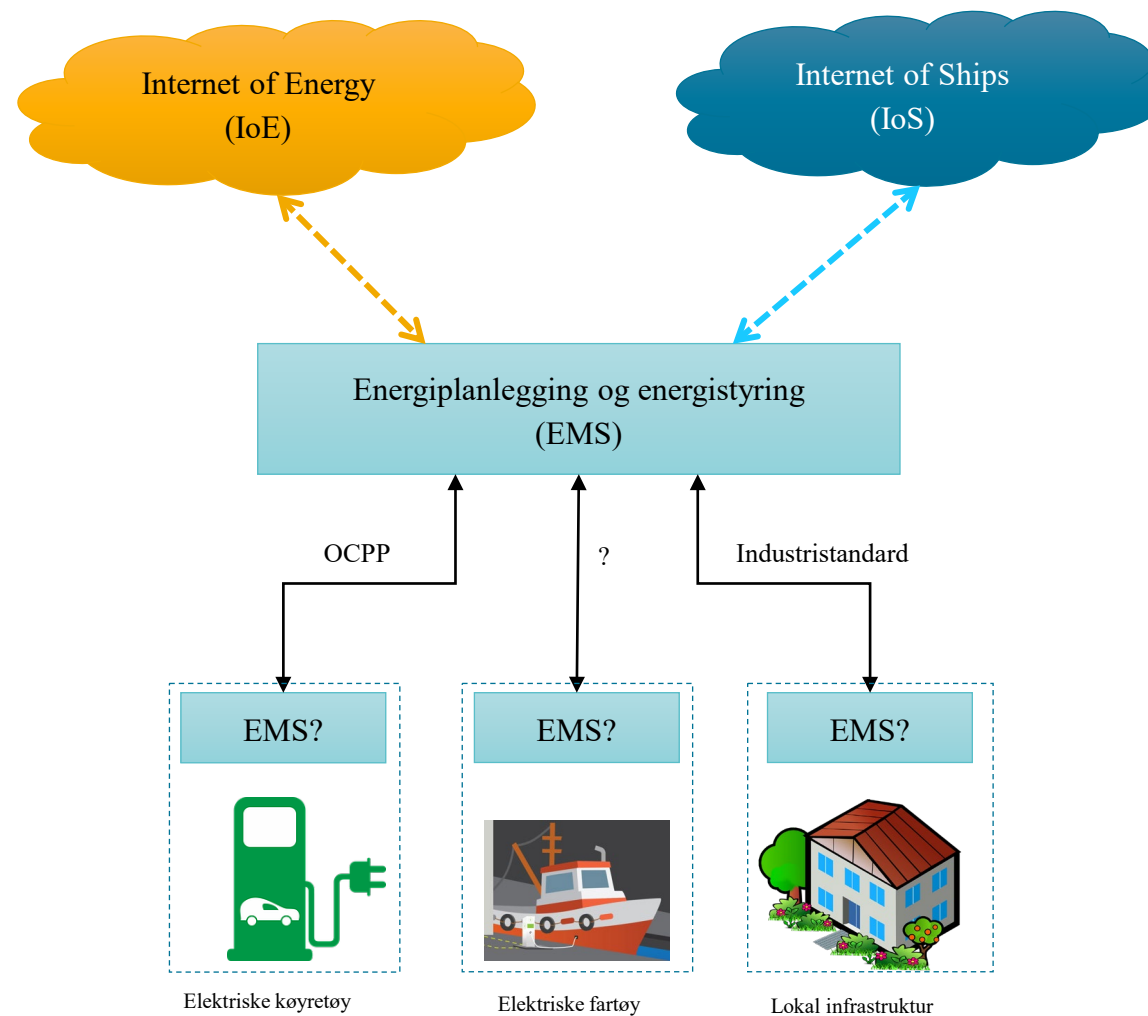 Internet of Energy
(IoE)
Internet of Ships
(IoS)
Energiplanlegging og energistyring
(EMS)
OCPP
?
Industristandard
EMS?
EMS?
EMS?
Elektriske køyretøy
Elektriske fartøy
Lokal infrastruktur